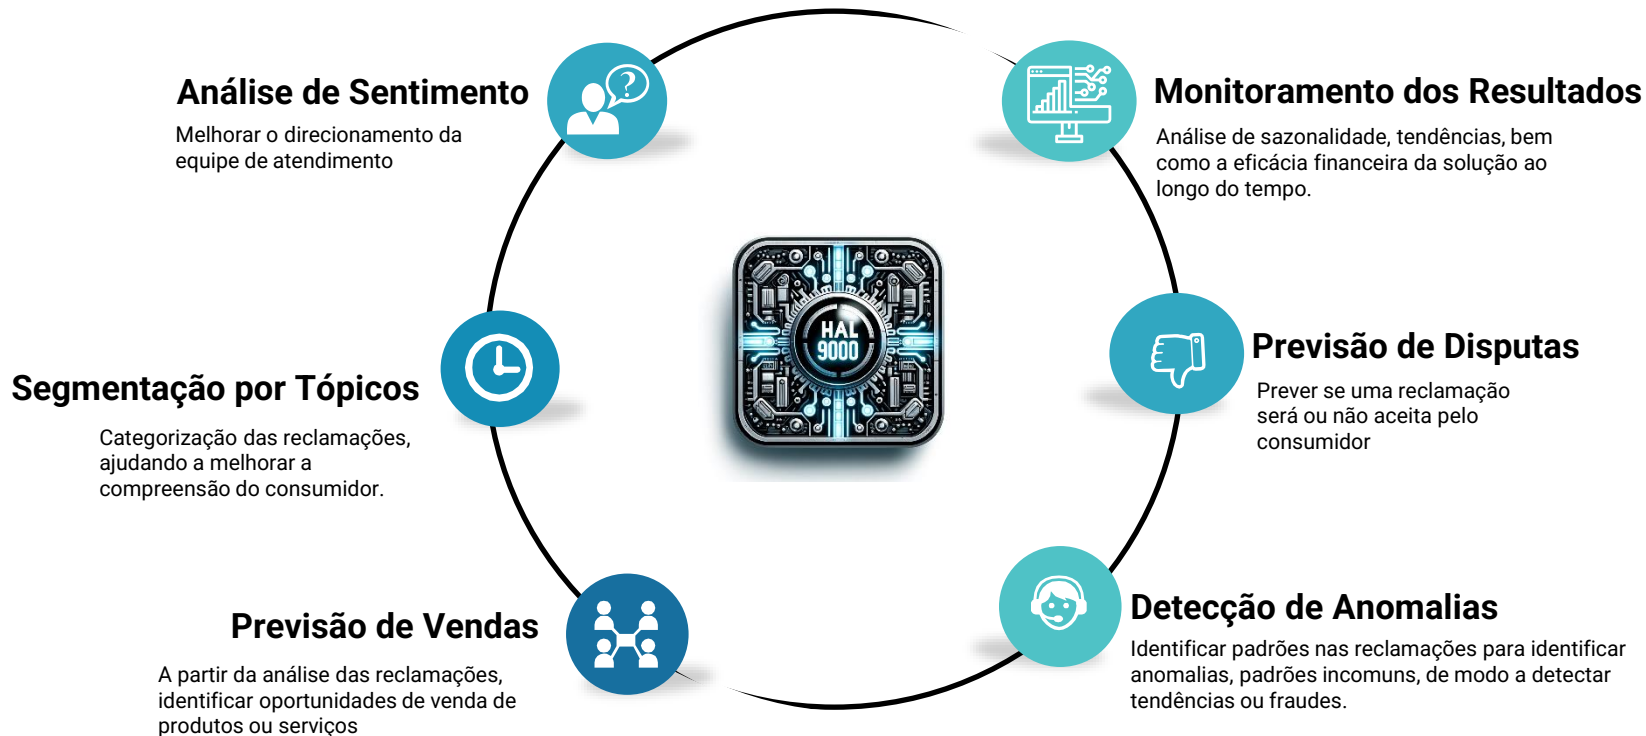 Análise de Sentimento
Melhorar o direcionamento da
equipe de atendimento
Segmentação por Tópicos
Categorização das reclamações,
ajudando a melhorar a
compreensão do consumidor.
Previsão de Vendas
A partir da análise das reclamações,
identificar oportunidades de venda de
produtos ou serviços
?
HAL
9000
Monitoramento dos Resultados
Análise de sazonalidade, tendências, bem
como a eficácia financeira da solução ao
longo do tempo.
Previsão de Disputas
Prever se uma reclamação
será ou não aceita pelo
consumidor
Detecção de Anomalias
Identificar padrões nas reclamações para identificar
anomalias, padrões incomuns, de modo a detectar
tendências ou fraudes.